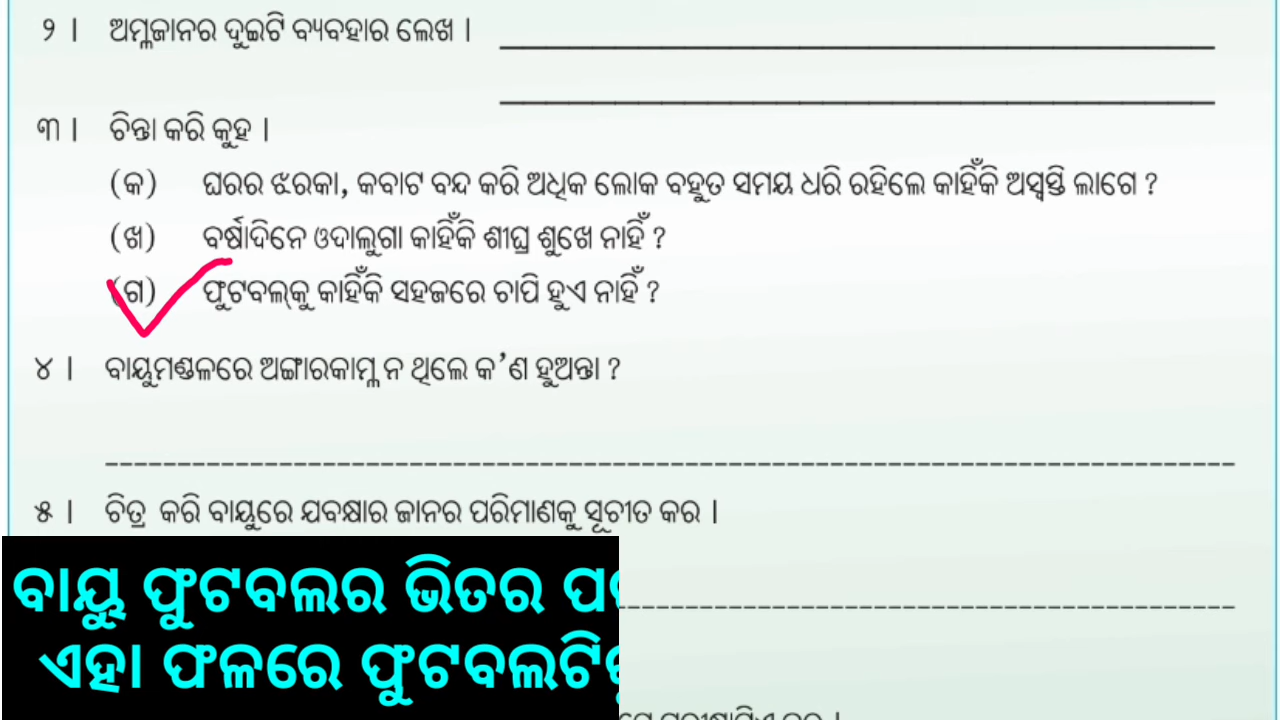 ୨ । ଅମ୍ଳଜାନର ଦୁଇଟି ବ୍ୟବହାର ଲେଖ ।
୩ । ଚିନ୍ତା କରି କୁହ ।
(କ) ଘରର ଝରକା, କବାଟ ବନ୍ଦ କରି ଅଧିକ ଲୋକ ବହୁତ ସମୟ ଧରି ରହିଲେ କାହିଁକି ଅସ୍ୱସ୍ତି ଲାଗେ ?
(ଖ) ବର୍ଷାଦିନେ ଓଦାଲୁଗା କାହିଁକି ଶୀଘ୍ର ଶୁଖେ ନାହିଁ ?
(ଗ) ଫୁଟବଲ୍‌କୁ କାହିଁକି ସହଜରେ ଚାପି ହୁଏ ନାହିଁ ?
୪ । ବାୟୁମଣ୍ଡଳରେ ଅଙ୍ଗାରକାମ୍ଳ ନ ଥିଲେ କ’ଣ ହୁଅନ୍ତା ?
୫ । ଚିତ୍ର କରି ବାୟୁରେ ଯବକ୍ଷାର ଜାନର ପରିମାଣକୁ ସୂଚୀତ କର ।
ବାୟୁ ଫୁଟବଲର ଭିତର
ଏହା ଫଳରେ ଫୁଟବଲଟି